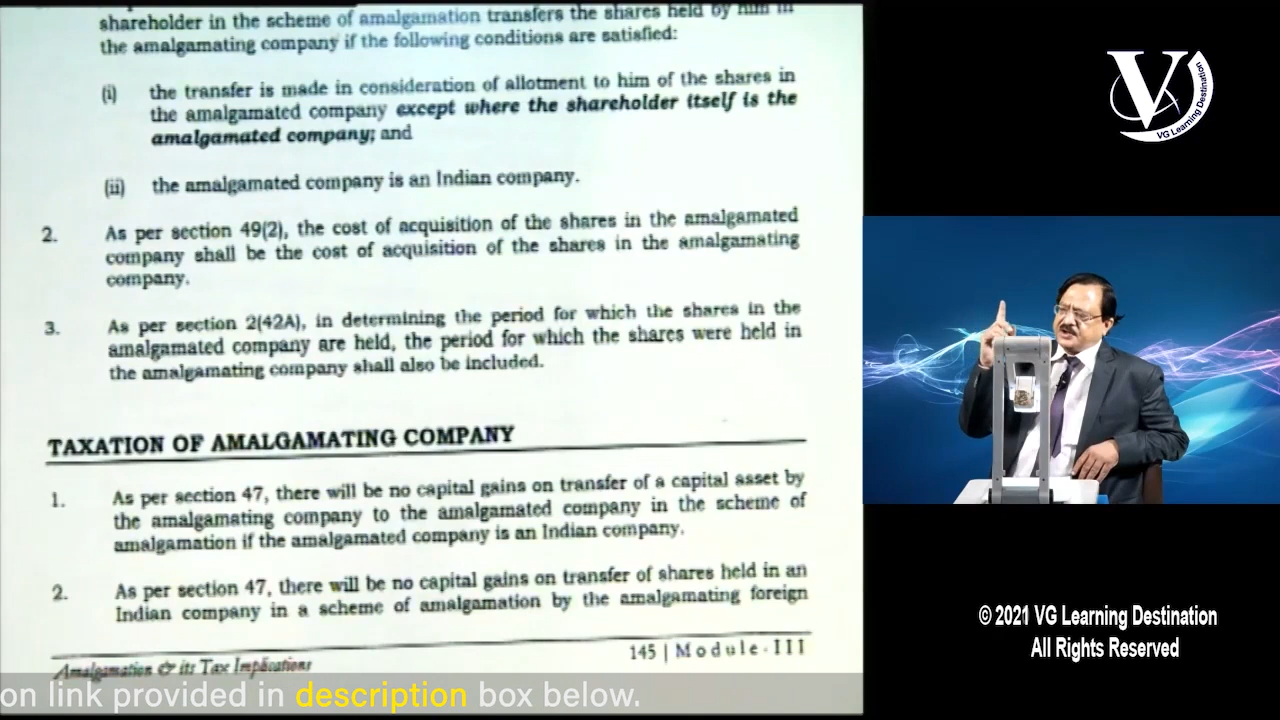 shareholder in the scheme of amalgamation transfers the shares held by him in
the amalgamating company if the following conditions are satisfied:
(i) the transfer is made in consideration of allotment to him of the shares in
the amalgamated company except where the shareholder itself is the
amalgamated company; and
(ii) the amalgamated company is an Indian company.
2. As per section 49(2), the cost of acquisition of the shares in the amalgamated
company shall be the cost of acquisition of the shares in the amalgamating
company.
3. As per section 2(42A), in determining the period for which the shares in the
amalgamated company are held, the period for which the shares were held in
the amalgamating company shall also be included.
TAXATION OF AMALGAMATING COMPANY
1. As per section 47, there will be no capital gains on transfer of a capital asset by
the amalgamating company to the amalgamated company in the scheme of
amalgamation if the amalgamated company is an Indian company.
2. As per section 47, there will be no capital gains on transfer of shares held in an
Indian company in a scheme of amalgamation by the amalgamating foreign
Amalgamation & its Tax Implications
145 | Module-III
on link provided in description box below.
V
VG Learning Destination
© 2021 VG Learning Destination
All Rights Reserved